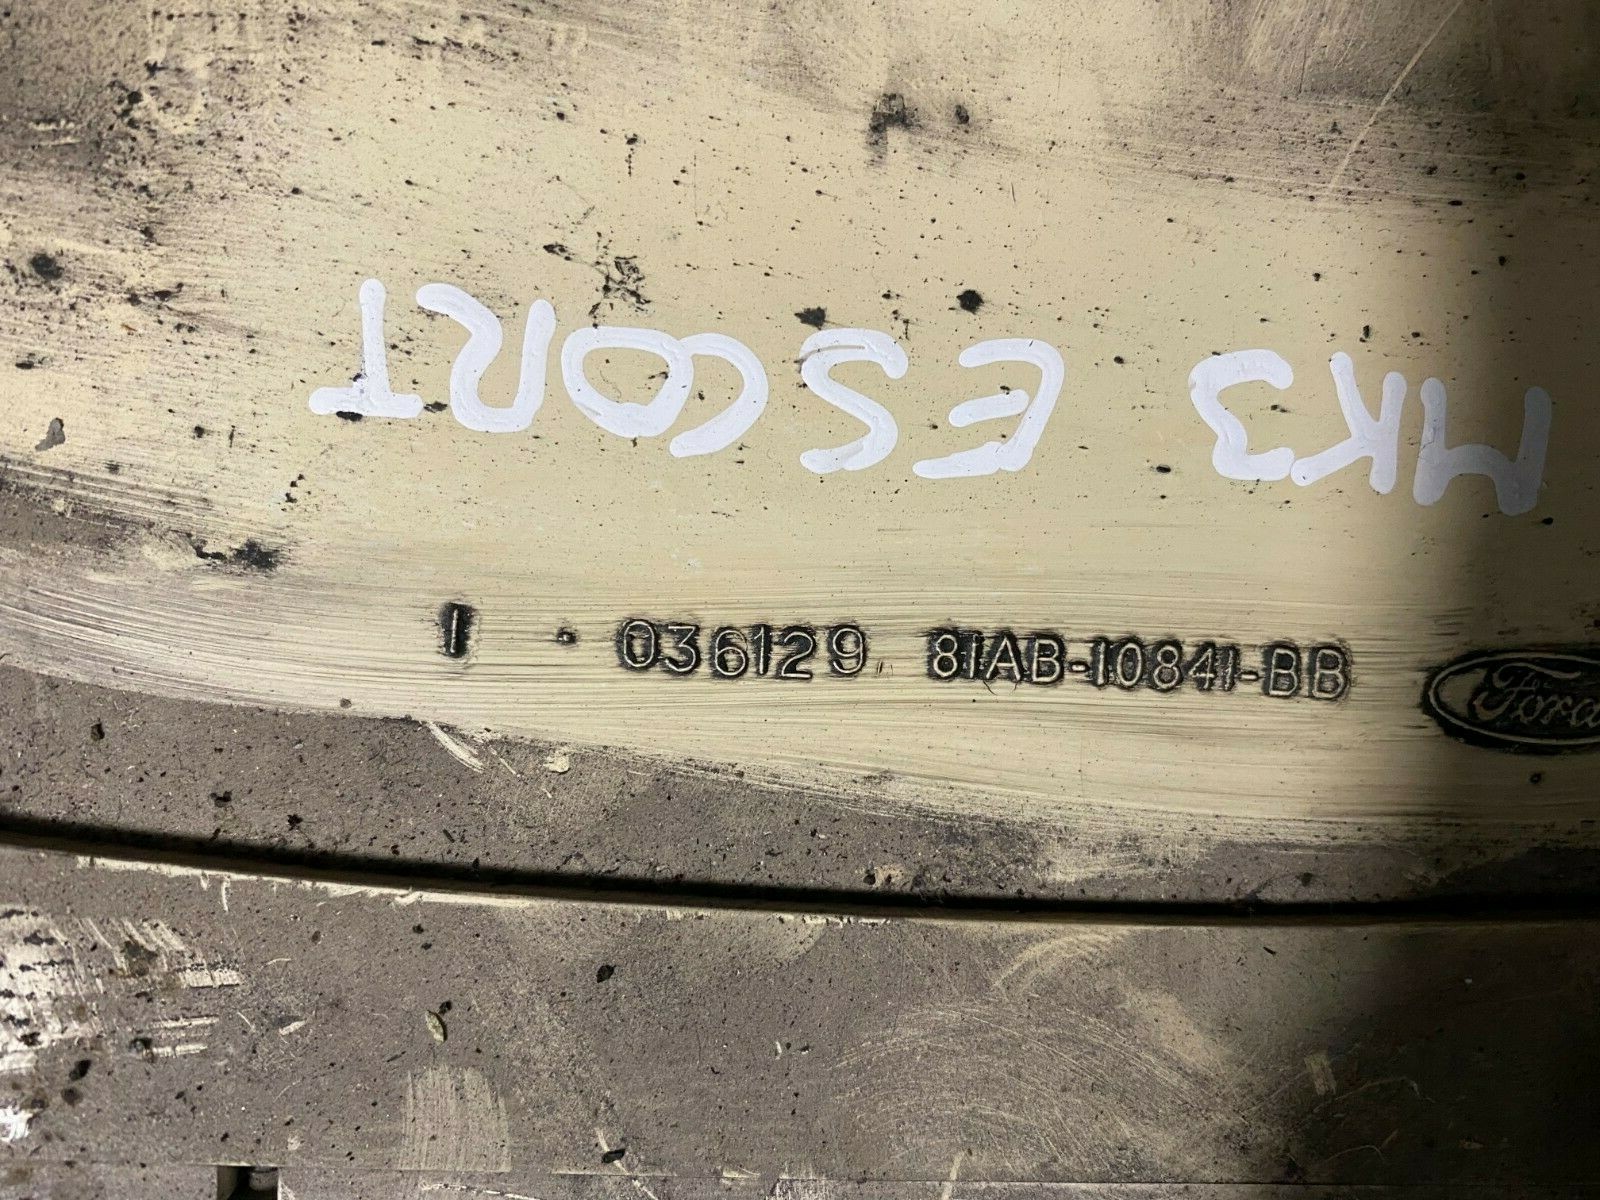 MK3 ESCORT
1 . 036129 81AB-10841-BB Ford